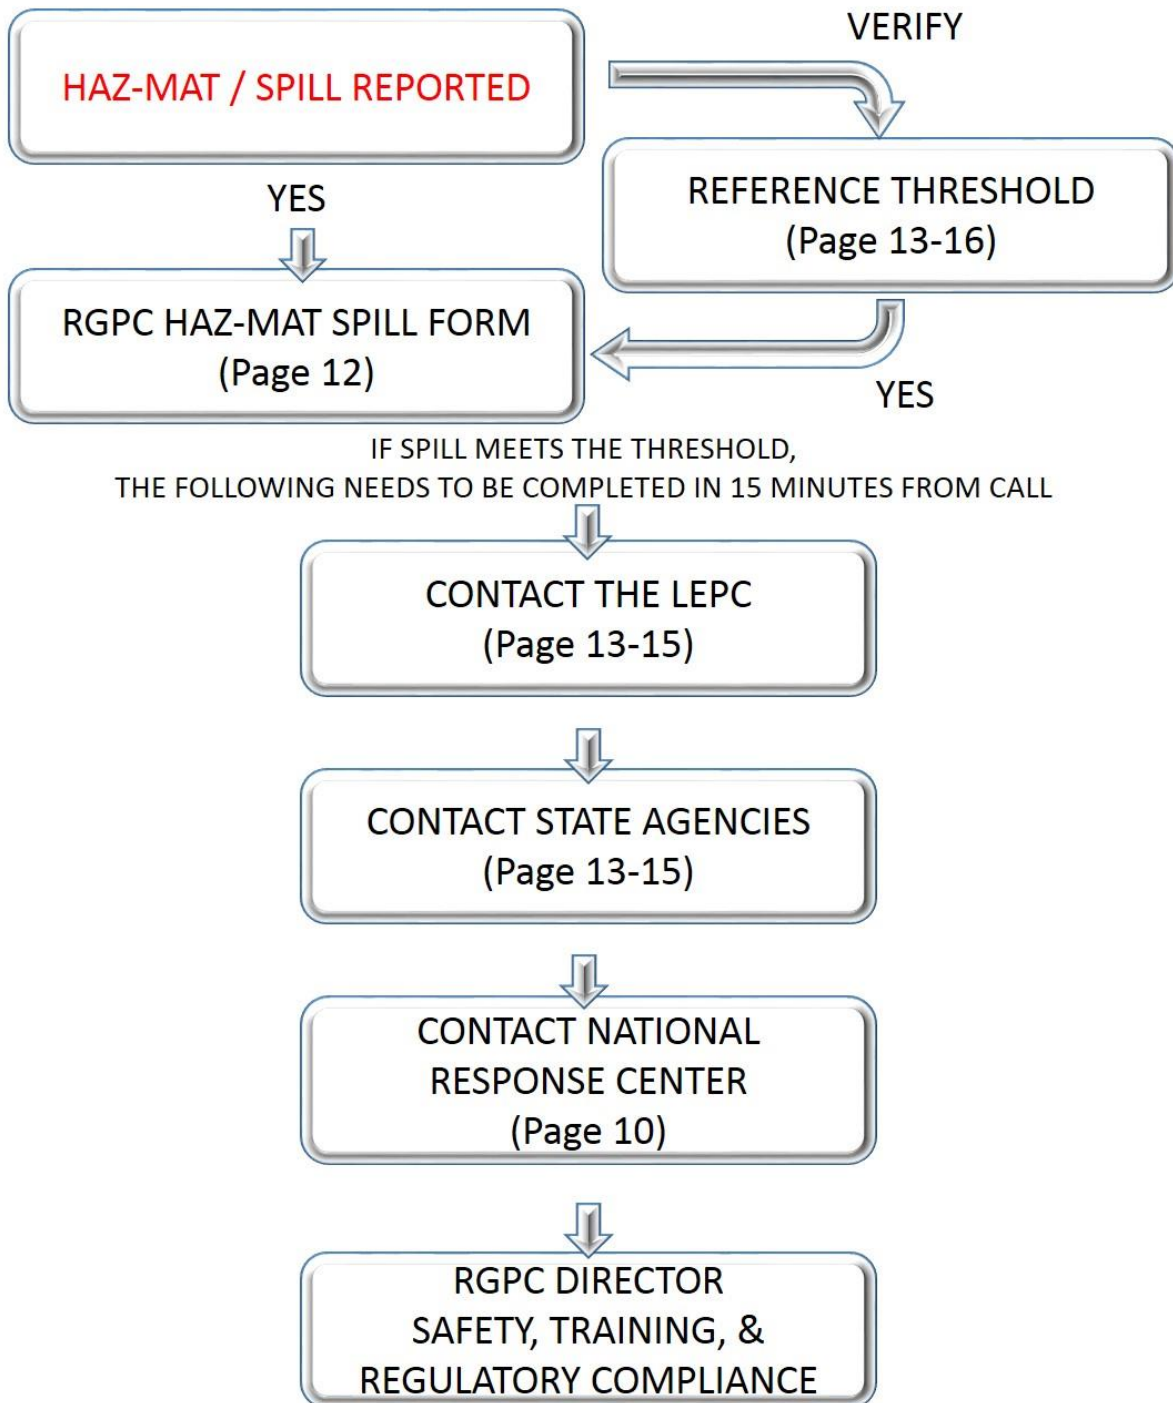 VERIFY
HAZ-MAT / SPILL REPORTED
REFERENCE THRESHOLD
(Page 13-16)
YES
RGPC HAZ-MAT SPILL FORM
(Page 12)
YES
IF SPILL MEETS THE THRESHOLD,
THE FOLLOWING NEEDS TO BE COMPLETED IN 15 MINUTES FROM CALL
CONTACT THE LEPC
(Page 13-15)
CONTACT STATE AGENCIES
(Page 13-15)
CONTACT NATIONAL
RESPONSE CENTER
(Page 10)
RGPC DIRECTOR
SAFETY, TRAINING, &
REGULATORY COMPLIANCE